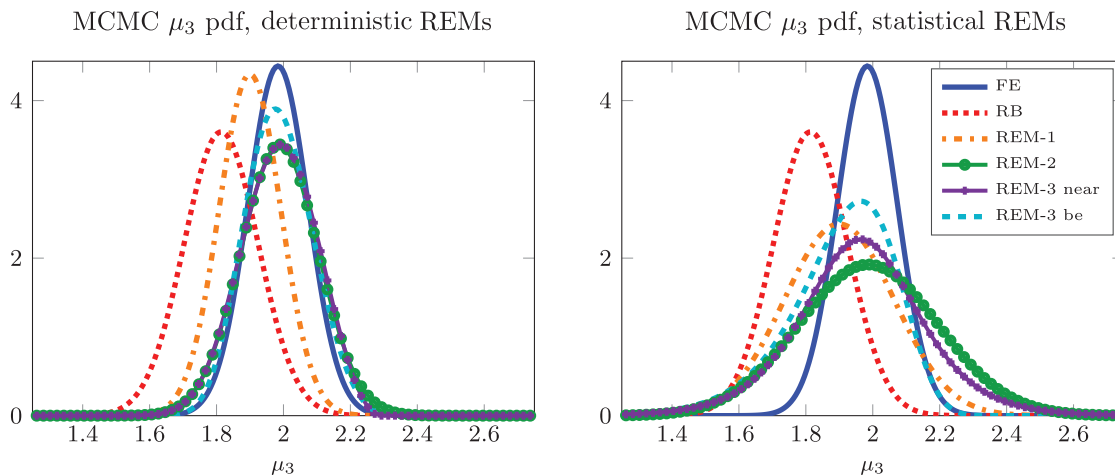 MCMC μ₃ pdf, deterministic REMs
4
2
0
1.4 1.6 1.8 2 2.2 2.4 2.6
μ₃
MCMC μ₃ pdf, statistical REMs
FE
RB
REM-1
REM-2
REM-3 near
REM-3 be
4
2
0
1.4 1.6 1.8 2 2.2 2.4 2.6
μ₃